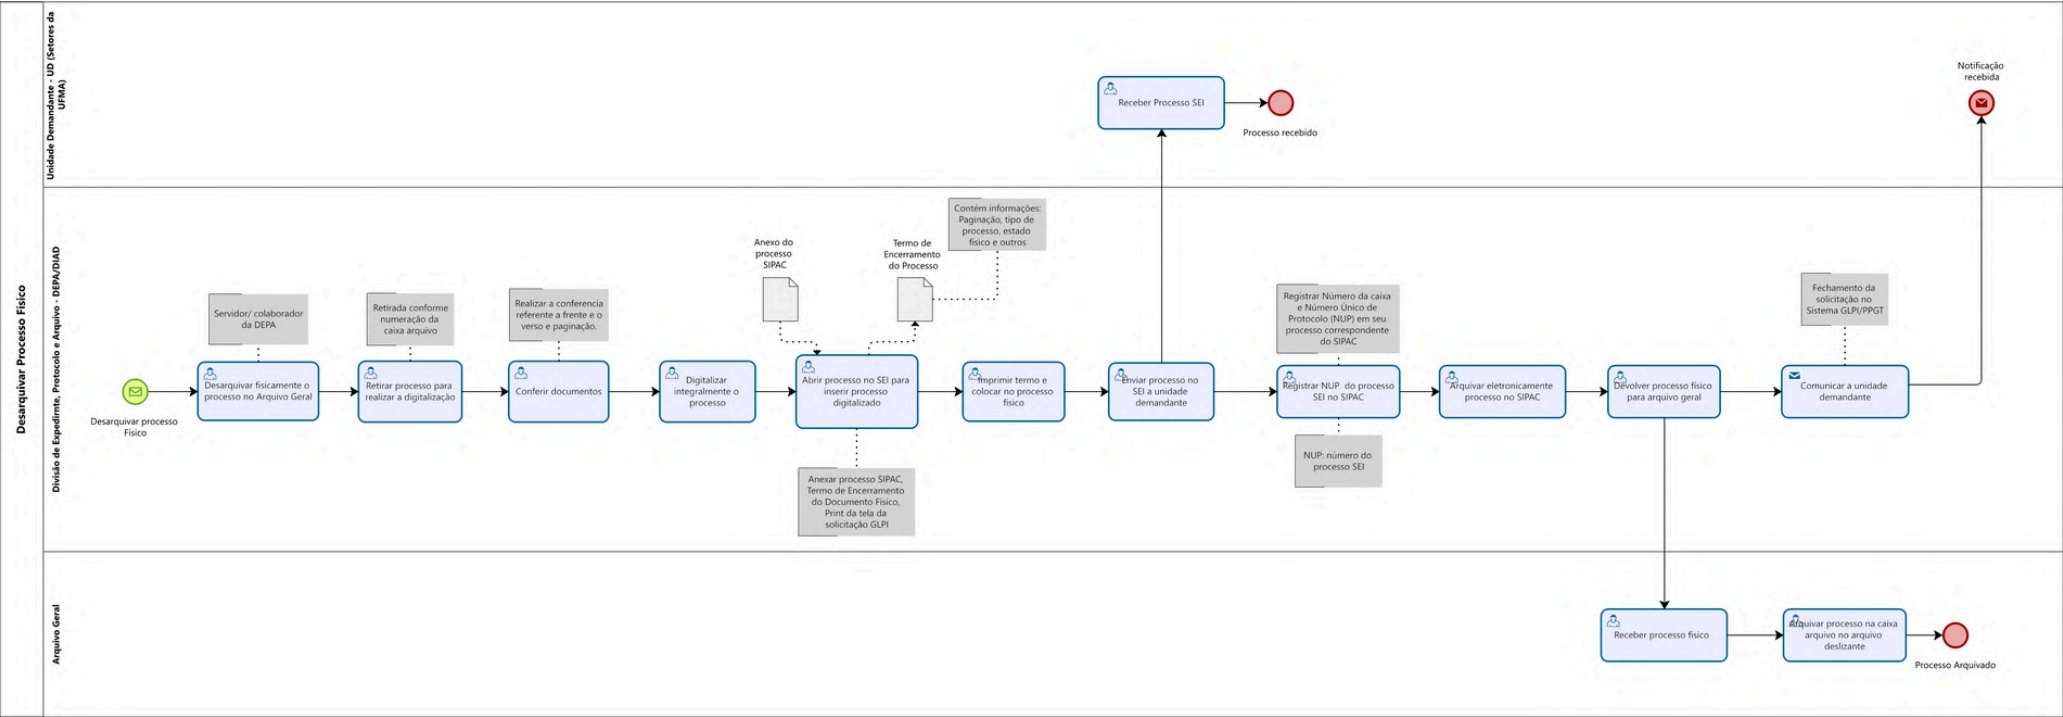 Desarquivar Processo Físico
Unidade Demandante - UD (Setores da
UFMA)
Receber Processo SEI
Processo recebido
Notificação
recebida
Divisão de Expedirnte, Protocolo e Arquivo - DEPA/DIAD
Desarquivar processo
Físico
Servidor/ colaborador
da DEPA
Desarquivar fisicamente o
processo no Arquivo Geral
Retirada conforme
numeração da
caixa arquivo
Retirar processo para
realizar a digitalização
Realizar a conferencia
referente a frente e o
verso e paginação.
Conferir documentos
Digitalizar
integralmente o
processo
Anexo do
processo
SIPAC
Termo de
Encerramento
do Processo
Contém informações:
Paginação, tipo de
processo, estado
físico e outros
Abrir processo no SEI para
inserir processo
digitalizado
Anexar processo SIPAC,
Termo de Encerramento
do Documento Físico,
Print da tela da
solicitação GLPI
Imprimir termo e
colocar no processo
físico
Enviar processo no
SEI a unidade
demandante
Registrar Número da caixa
e Número Único de
Protocolo (NUP) em seu
processo correspondente
do SIPAC
Registrar NUP do processo
SEI no SIPAC
NUP: número do
processo SEI
Arquivar eletronicamente
processo no SIPAC
Devolver processo físico
para arquivo geral
Fechamento da
solicitação no
Sistema GLPI/PPGT
Comunicar a unidade
demandante
Arquivo Geral
Receber processo físico
Arquivar processo na caixa
arquivo no arquivo
deslizante
Processo Arquivado